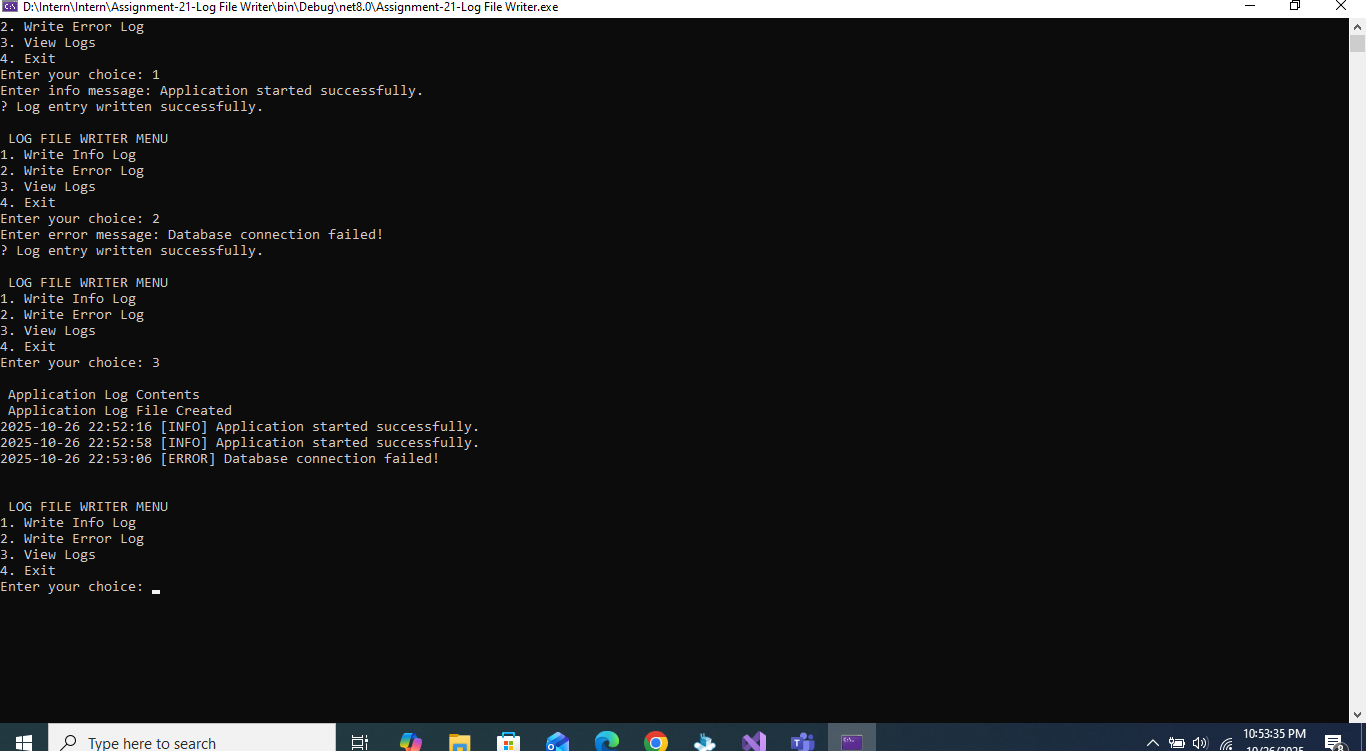 D:\Intern\Intern\Assignment-21-Log File Writer\bin\Debug\net8.0\Assignment-21-Log File Writer.exe
2. Write Error Log
3. View Logs
4. Exit
Enter your choice: 1
Enter info message: Application started successfully.
? Log entry written successfully.
LOG FILE WRITER MENU
1. Write Info Log
2. Write Error Log
3. View Logs
4. Exit
Enter your choice: 2
Enter error message: Database connection failed!
? Log entry written successfully.
LOG FILE WRITER MENU
1. Write Info Log
2. Write Error Log
3. View Logs
4. Exit
Enter your choice: 3
Application Log Contents
Application Log File Created
2025-10-26 22:52:16 [INFO] Application started successfully.
2025-10-26 22:52:58 [INFO] Application started successfully.
2025-10-26 22:53:06 [ERROR] Database connection failed!
LOG FILE WRITER MENU
1. Write Info Log
2. Write Error Log
3. View Logs
4. Exit
Enter your choice:
Type here to search
10:53:35 PM
10/26/2025